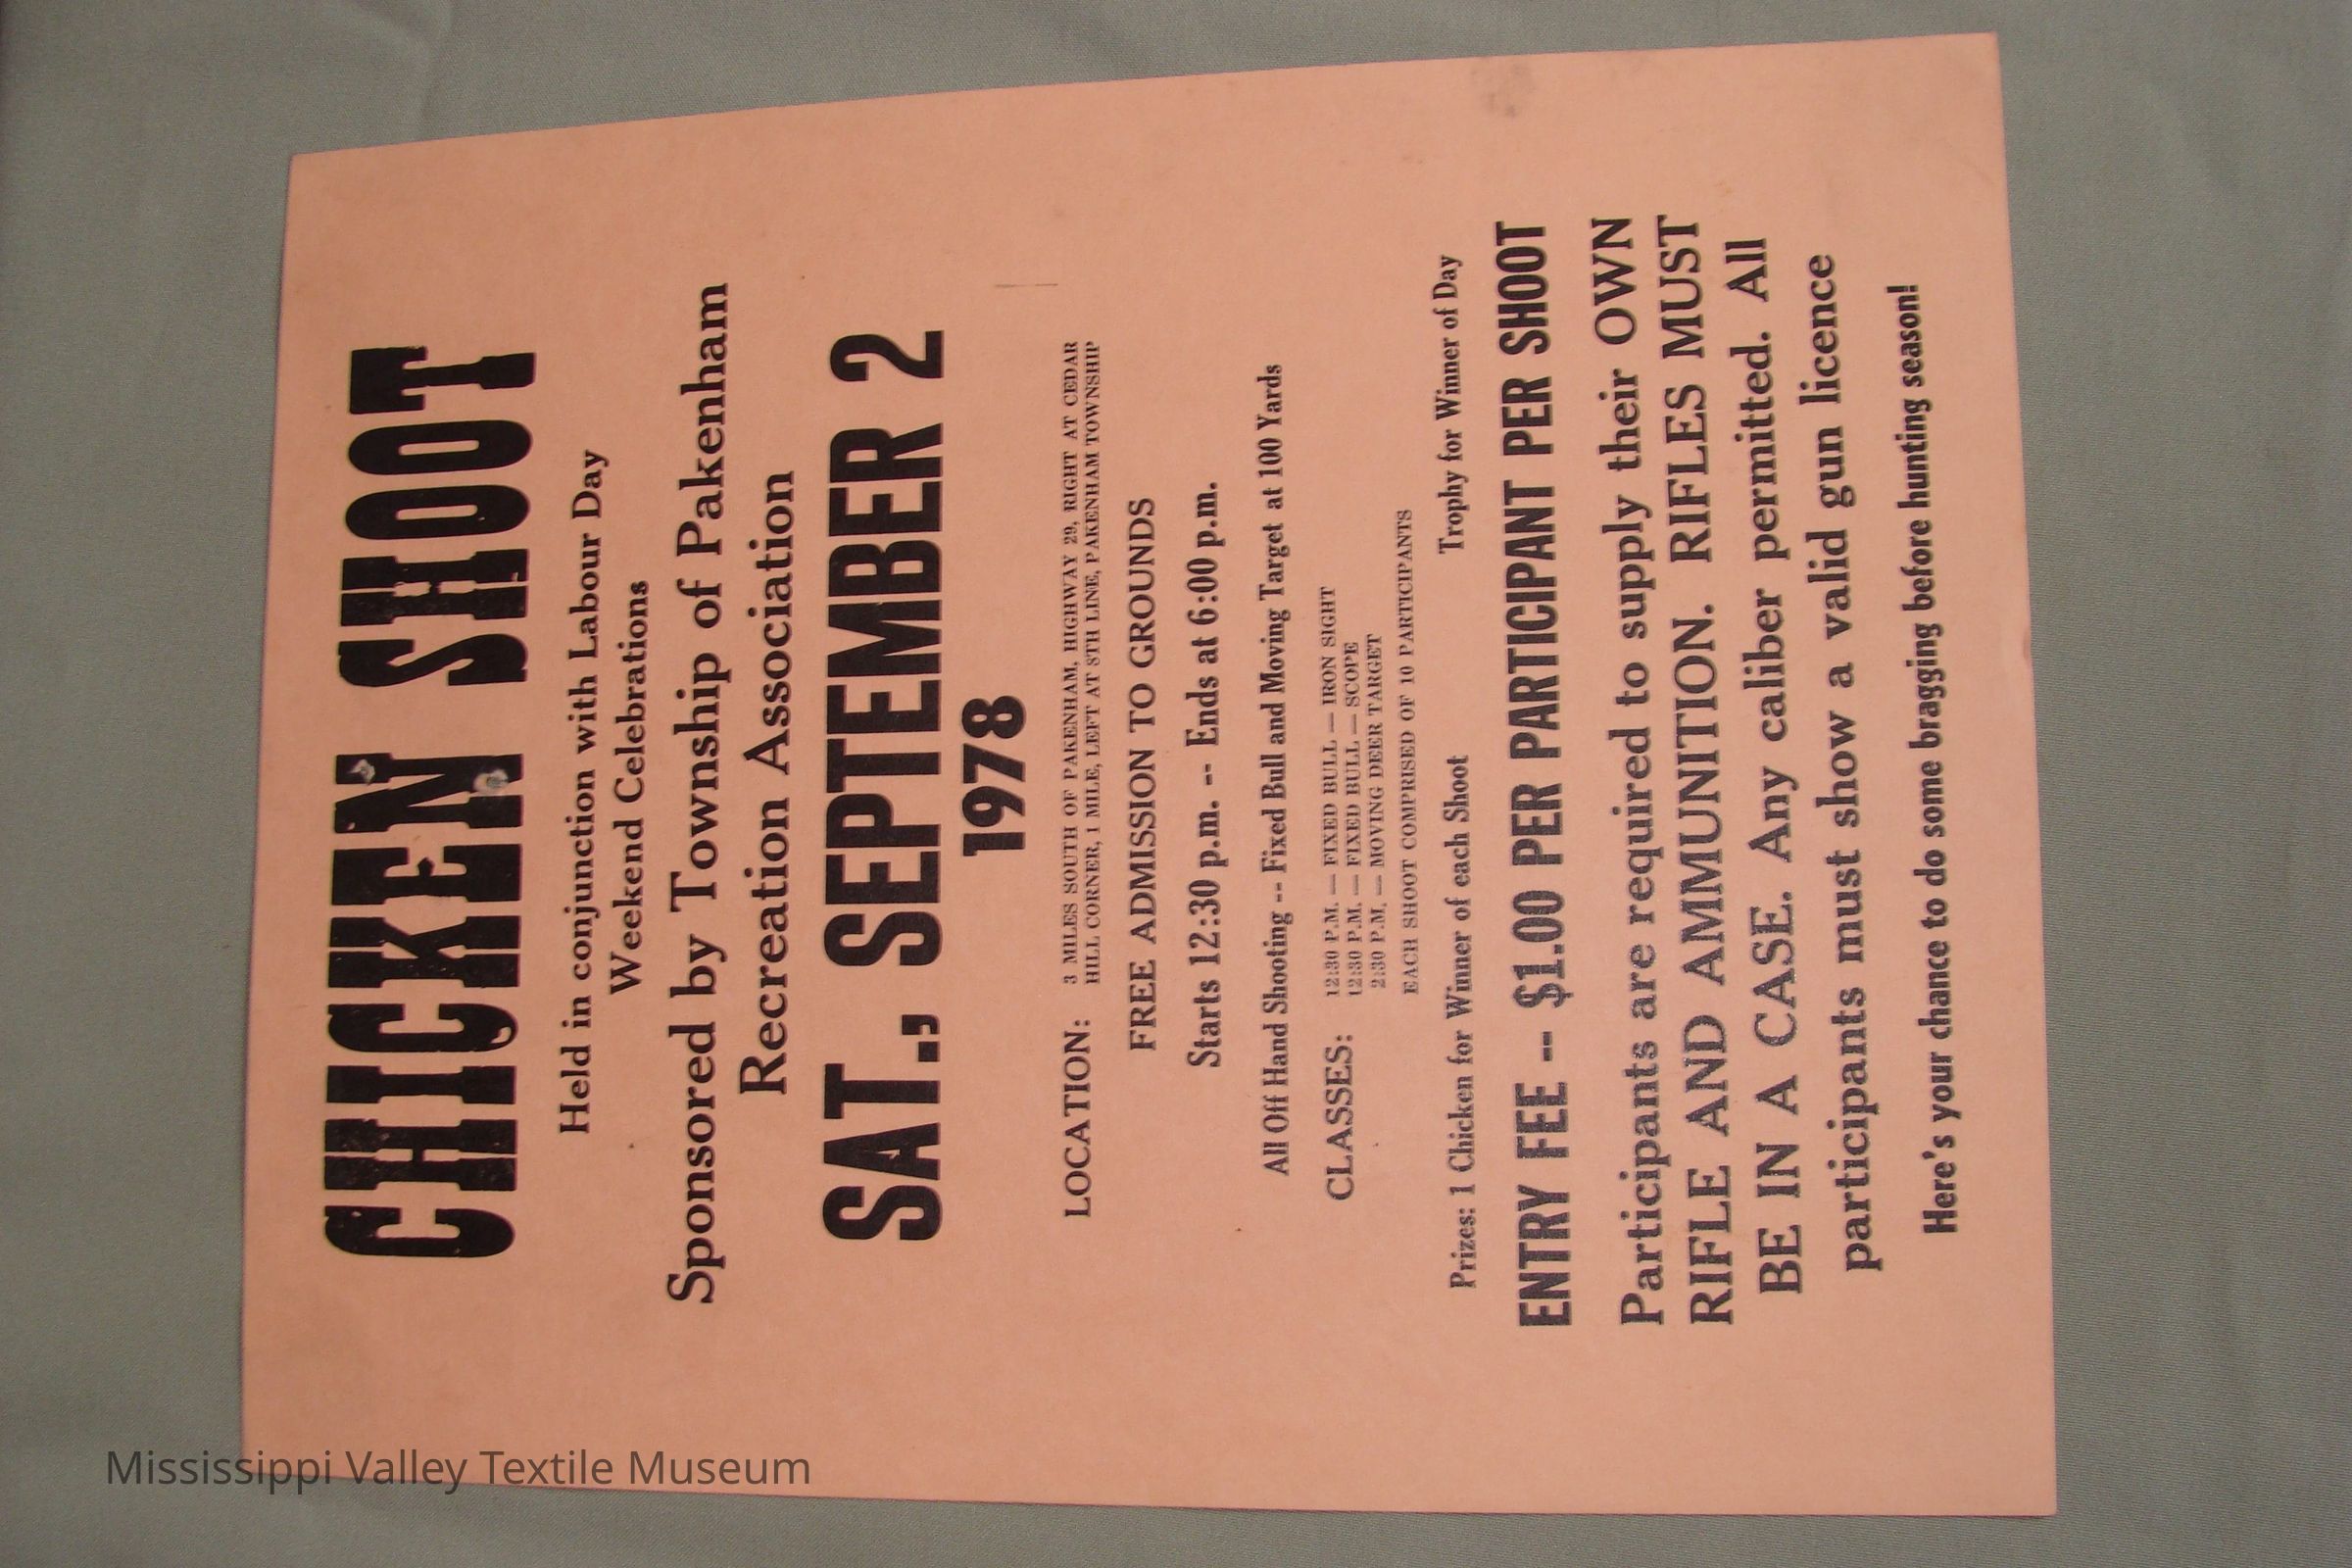 CHICKEN SHOOT
Held in conjunction with Labour Day
Weekend Celebrations
Sponsored by Township of Pakenham
Recreation Association
SAT., SEPTEMBER 2
1978
LOCATION: 3 MILES SOUTH OF PAKENHAM, HIGHWAY 29, RIGHT AT CEDAR
HILL CORNER, 1 MILE, LEFT AT 8TH LINE, PAKENHAM TOWNSHIP
FREE ADMISSION TO GROUNDS
Starts 12:30 p.m. -- Ends at 6:00 p.m.
All Off Hand Shooting -- Fixed Bull and Moving Target at 100 Yards
CLASSES: 12:30 P.M. — FIXED BULL — IRON SIGHT
12:30 P.M. — FIXED BULL — SCOPE
2:30 P.M. — MOVING DEER TARGET
EACH SHOOT COMPRISED OF 10 PARTICIPANTS
Prizes: 1 Chicken for Winner of each Shoot Trophy for Winner of Day
ENTRY FEE -- $1.00 PER PARTICIPANT PER SHOOT
Participants are required to supply their OWN
RIFLE AND AMMUNITION. RIFLES MUST
BE IN A CASE. Any caliber permitted. All
participants must show a valid gun licence
Here's your chance to do some bragging before hunting season!
Mississippi Valley Textile Museum